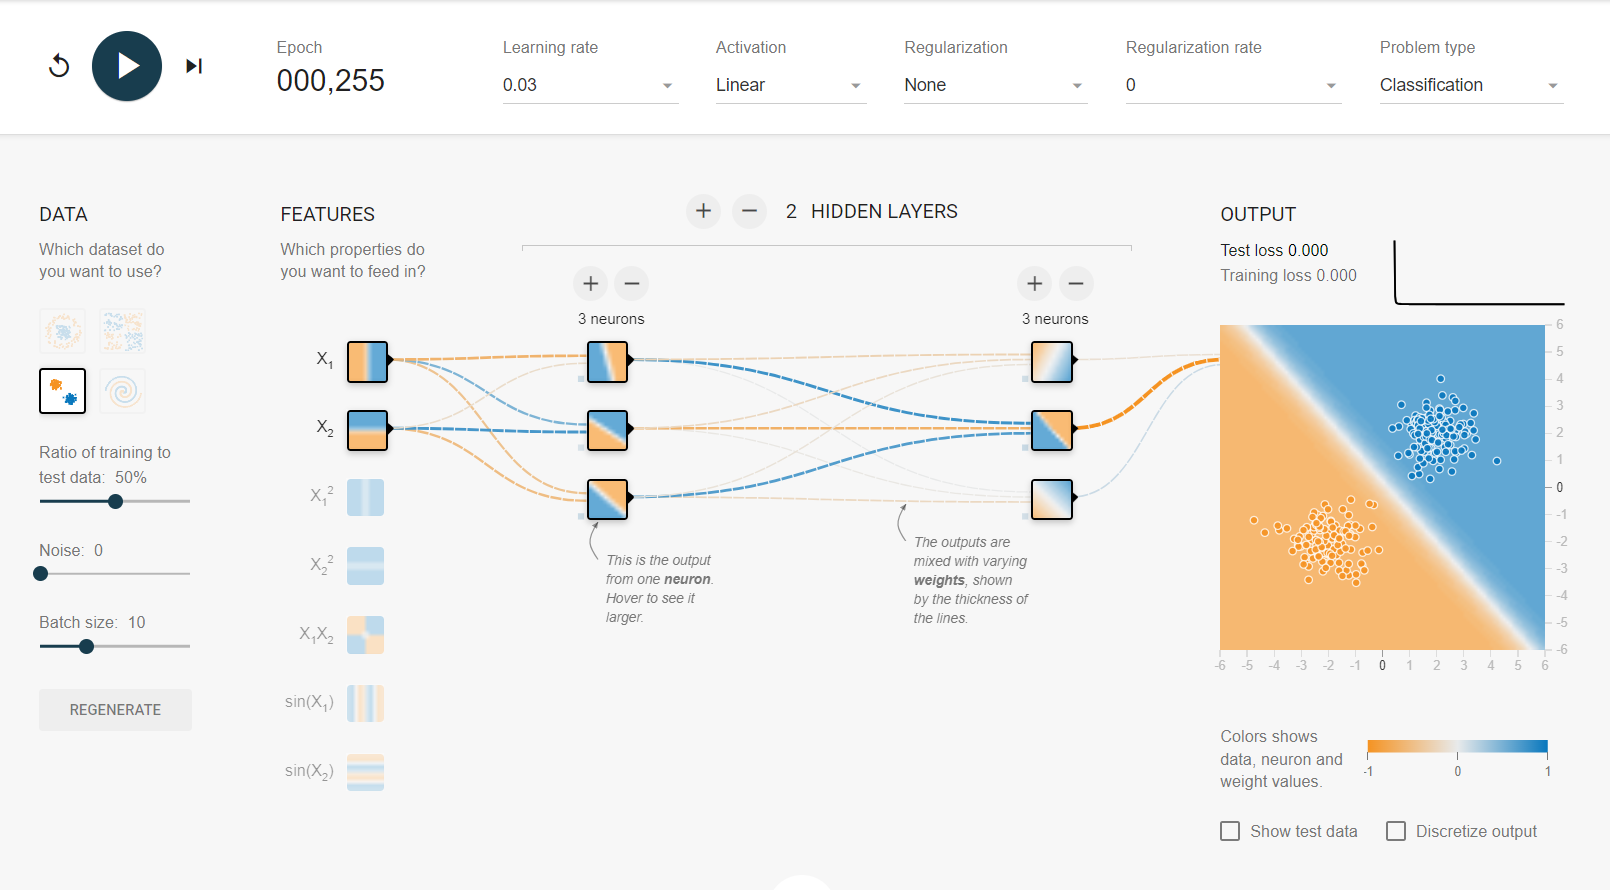 Epoch
000,255
Learning rate
0.03
Activation
Linear
Regularization
None
Regularization rate
0
Problem type
Classification
DATA
Which dataset do
you want to use?
Ratio of training to
test data: 50%
Noise: 0
Batch size: 10
REGENERATE
FEATURES
Which properties do
you want to feed in?
X1
X2
X1²
X2²
X1X2
sin(X1)
sin(X2)
2 HIDDEN LAYERS
3 neurons
3 neurons
This is the output
from one neuron.
Hover to see it
larger.
The outputs are
mixed with varying
weights, shown
by the thickness of
the lines.
OUTPUT
Test loss 0.000
Training loss 0.000
6
5
4
3
2
1
0
-1
-2
-3
-4
-5
-6
-6 -5 -4 -3 -2 -1 0 1 2 3 4 5 6
Colors shows
data, neuron and
weight values.
-1 0 1
Show test data
Discretize output